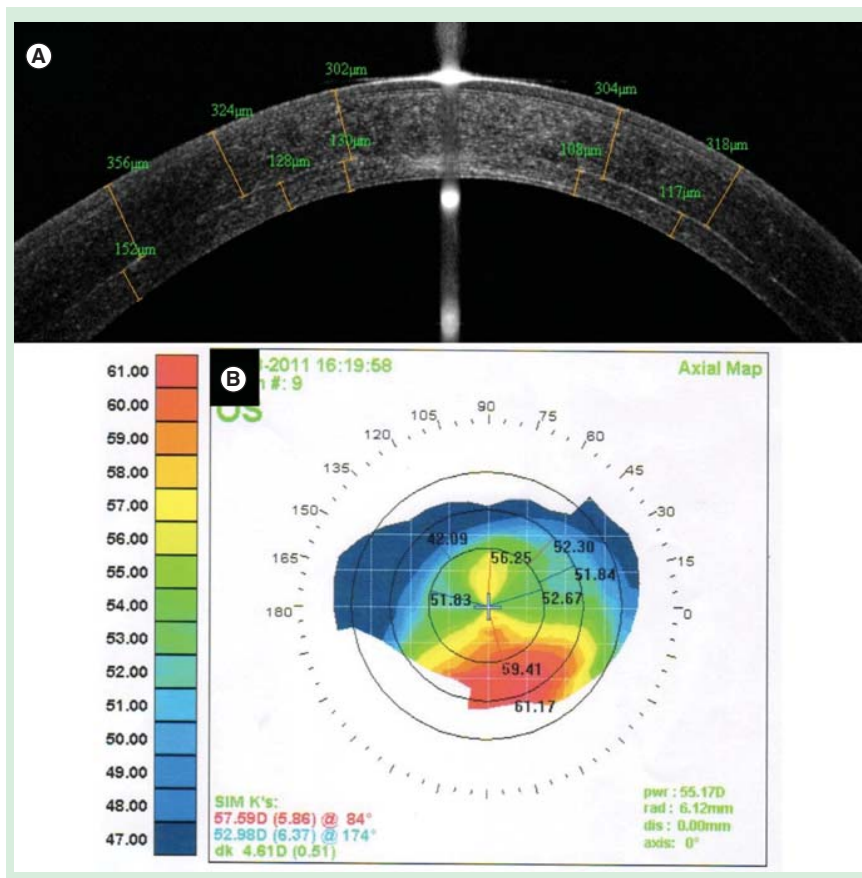 A
302µm
304µm
324µm
130µm
318µm
356µm
128µm
108µm
117µm
152µm
B
-2011 16:19:58
Axial Map
#: 9
OS
61.00
60.00
59.00
58.00
57.00
56.00
55.00
54.00
53.00
52.00
51.00
50.00
49.00
48.00
47.00
90
105
75
120
60
135
45
150
30
165
15
180
0
42.09
56.25
52.30
51.84
51.83
52.67
59.41
61.17
SIM K's:
57.59D (5.86) @ 84°
52.98D (6.37) @ 174°
dk 4.61D (0.51)
pwr : 55.17D
rad : 6.12mm
dis : 0.00mm
axis: 0°